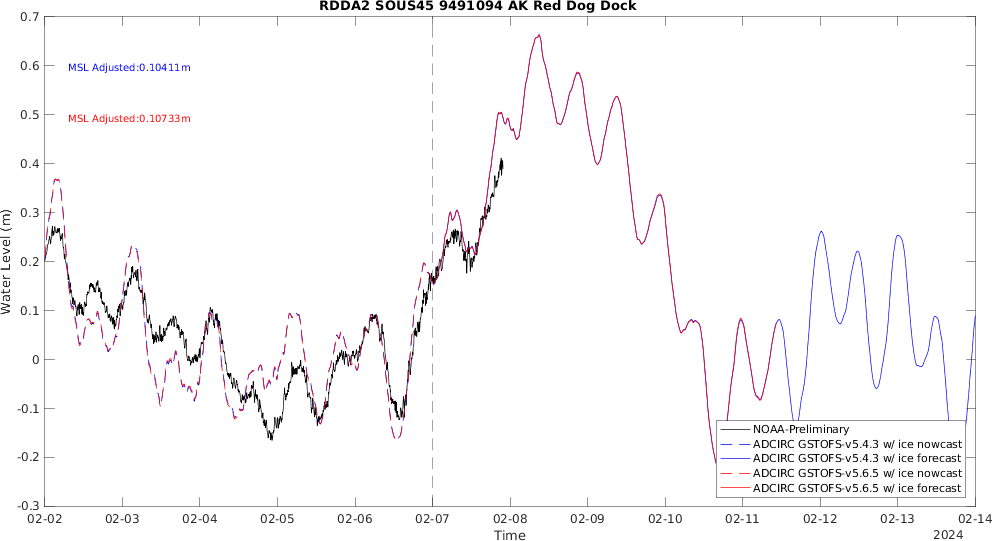 RDDA2 SOUS45 9491094 AK Red Dog Dock
0.7
0.6
0.5
0.4
0.3
0.2
0.1
0
-0.1
-0.2
-0.3
Water Level (m)
MSL Adjusted:0.10411m
MSL Adjusted:0.10733m
NOAA-Preliminary
ADCIRC GSTOFS-v5.4.3 w/ ice nowcast
ADCIRC GSTOFS-v5.4.3 w/ ice forecast
ADCIRC GSTOFS-v5.6.5 w/ ice nowcast
ADCIRC GSTOFS-v5.6.5 w/ ice forecast
02-02 02-03 02-04 02-05 02-06 02-07 02-08 02-09 02-10 02-11 02-12 02-13 02-14
Time
2024